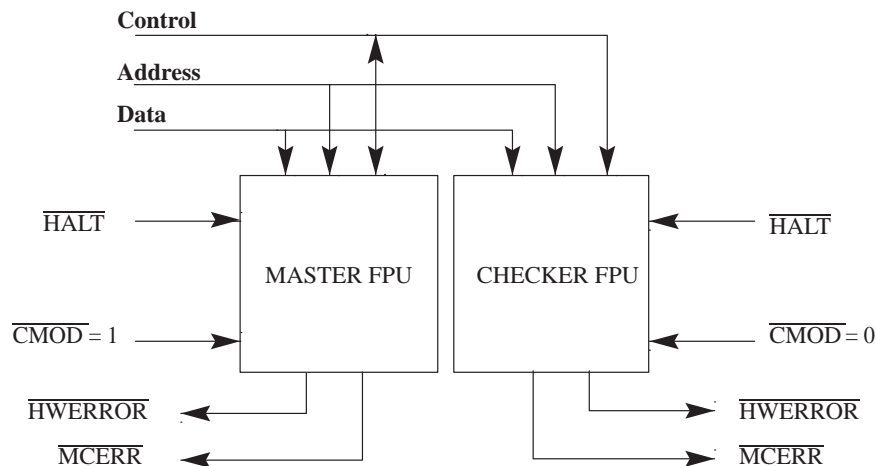 Control
Address
Data
HALT
HALT
MASTER FPU
CHECKER FPU
CMOD = 1
CMOD = 0
HWERROR
HWERROR
MCERR
MCERR